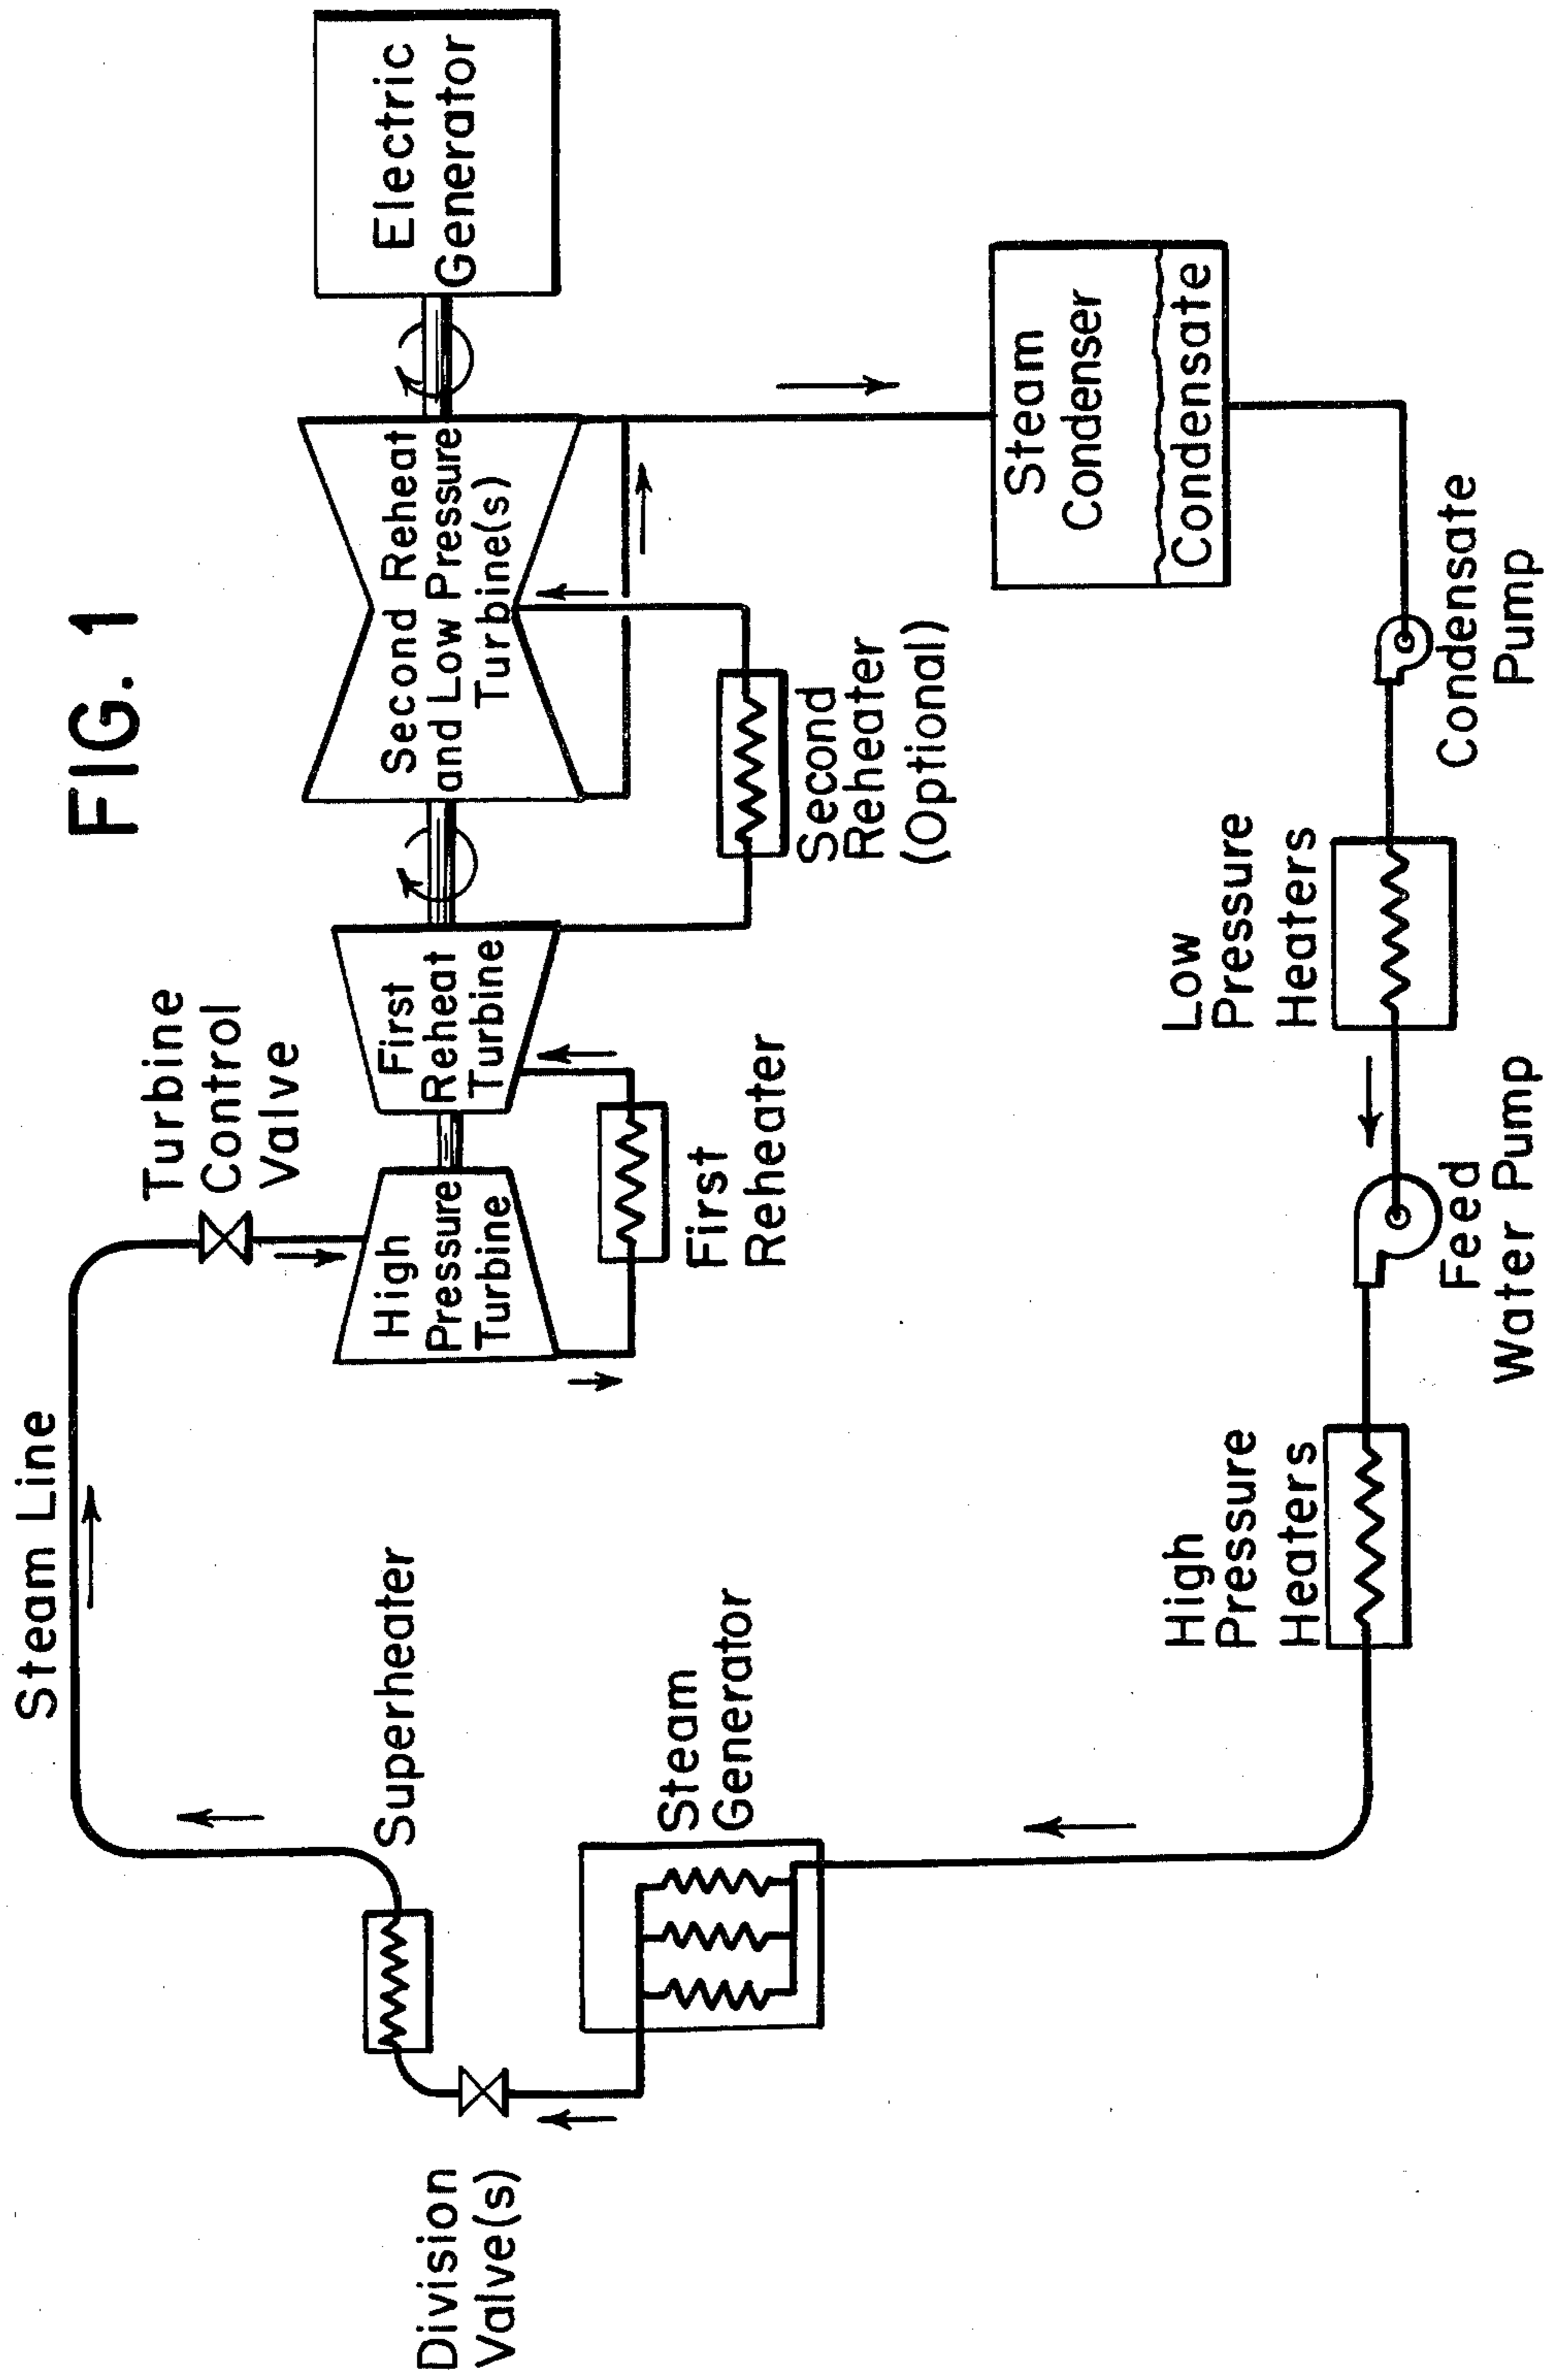 FIG. 1
Steam Line
Turbine
Control
Valve
Superheater
Division
Valve(s)
Steam
Generator
High
Pressure
Turbine
First
Reheat
Turbine
Second Reheat
and Low Pressure
Turbine(s)
Electric
Generator
First
Reheater
Second
Reheater
(Optional)
Steam
Condenser
Condensate
High
Pressure
Heaters
Low
Pressure
Heaters
Feed
Water Pump
Condensate
Pump